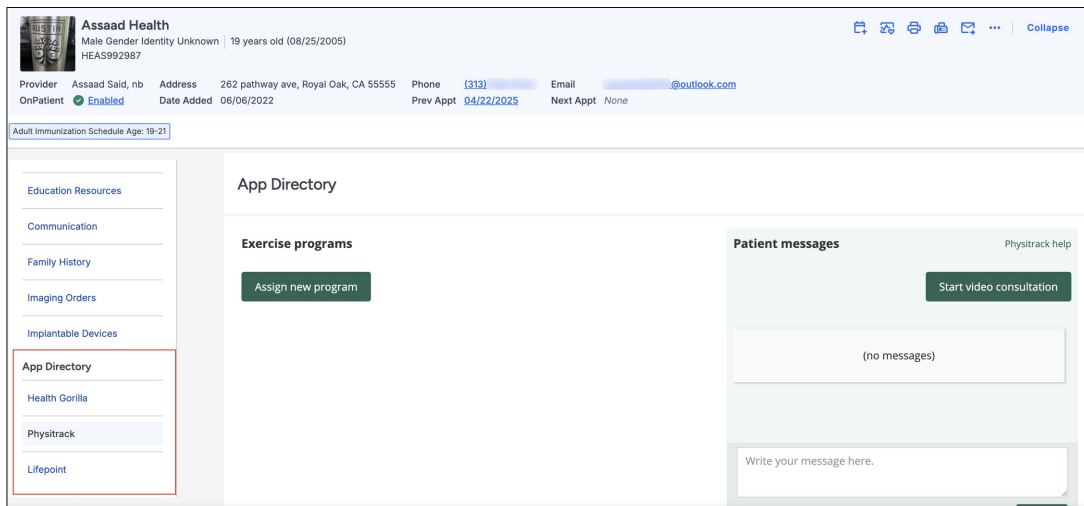 AUSTIN
Assaad Health
Male Gender Identity Unknown | 19 years old (08/25/2005)
HEAS992987
Collapse
Provider Assaad Said, nb Address 262 pathway ave, Royal Oak, CA 55555 Phone (313) Email @outlook.com
OnPatient Enabled Date Added 06/06/2022 Prev Appt 04/22/2025 Next Appt None
Adult Immunization Schedule Age: 19-21
Education Resources
Communication
Family History
Imaging Orders
Implantable Devices
App Directory
Health Gorilla
Physitrack
Lifepoint
App Directory
Exercise programs
Assign new program
Patient messages
Physitrack help
Start video consultation
(no messages)
Write your message here.